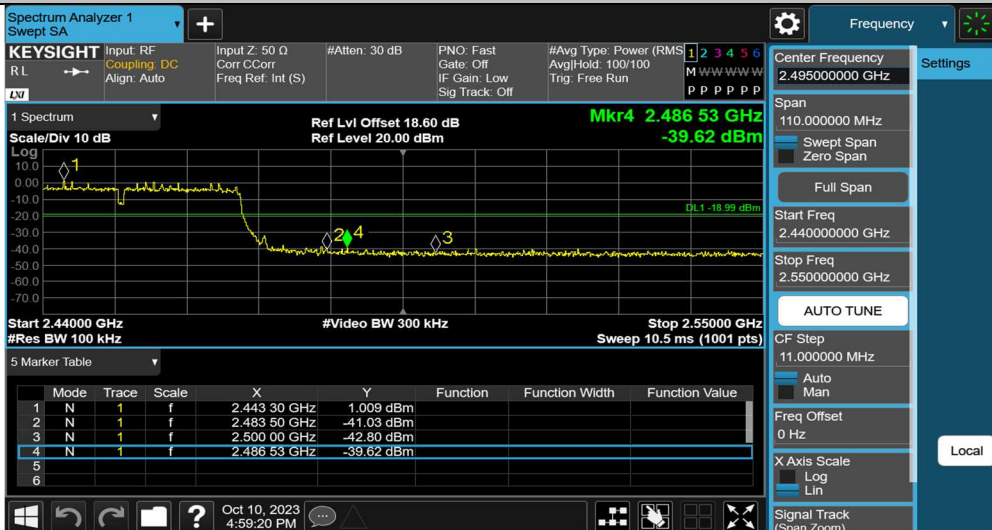 Spectrum Analyzer 1
Swept SA
+
Frequency
KEYSIGHT
RL
LXI
Input: RF
Coupling: DC
Align: Auto
Input Z: 50 Ω
Corr CCorr
Freq Ref: Int (S)
#Atten: 30 dB
PNO: Fast
Gate: Off
IF Gain: Low
Sig Track: Off
#Avg Type: Power (RMS
Avg|Hold: 100/100
Trig: Free Run
1 2 3 4 5 6
M W W W W W
P P P P P P
1 Spectrum
Scale/Div 10 dB
Ref Lvl Offset 18.60 dB
Ref Level 20.00 dBm
Mkr4 2.486 53 GHz
-39.62 dBm
Log
10.0
0.00
-10.0
-20.0
-30.0
-40.0
-50.0
-60.0
-70.0
1
2
4
3
DL1 -18.99 dBm
Start 2.44000 GHz
#Res BW 100 kHz
#Video BW 300 kHz
Stop 2.55000 GHz
Sweep 10.5 ms (1001 pts)
5 Marker Table
Mode Trace Scale X Y Function Function Width Function Value
1 N 1 f 2.443 30 GHz 1.009 dBm
2 N 1 f 2.483 50 GHz -41.03 dBm
3 N 1 f 2.500 00 GHz -42.80 dBm
4 N 1 f 2.486 53 GHz -39.62 dBm
5
6
?
Oct 10, 2023
4:59:20 PM
Center Frequency
2.495000000 GHz
Span
110.000000 MHz
Swept Span
Zero Span
Full Span
Start Freq
2.440000000 GHz
Stop Freq
2.550000000 GHz
AUTO TUNE
CF Step
11.000000 MHz
Auto
Man
Freq Offset
0 Hz
X Axis Scale
Log
Lin
Signal Track
(Span Zoom)
Settings
Local